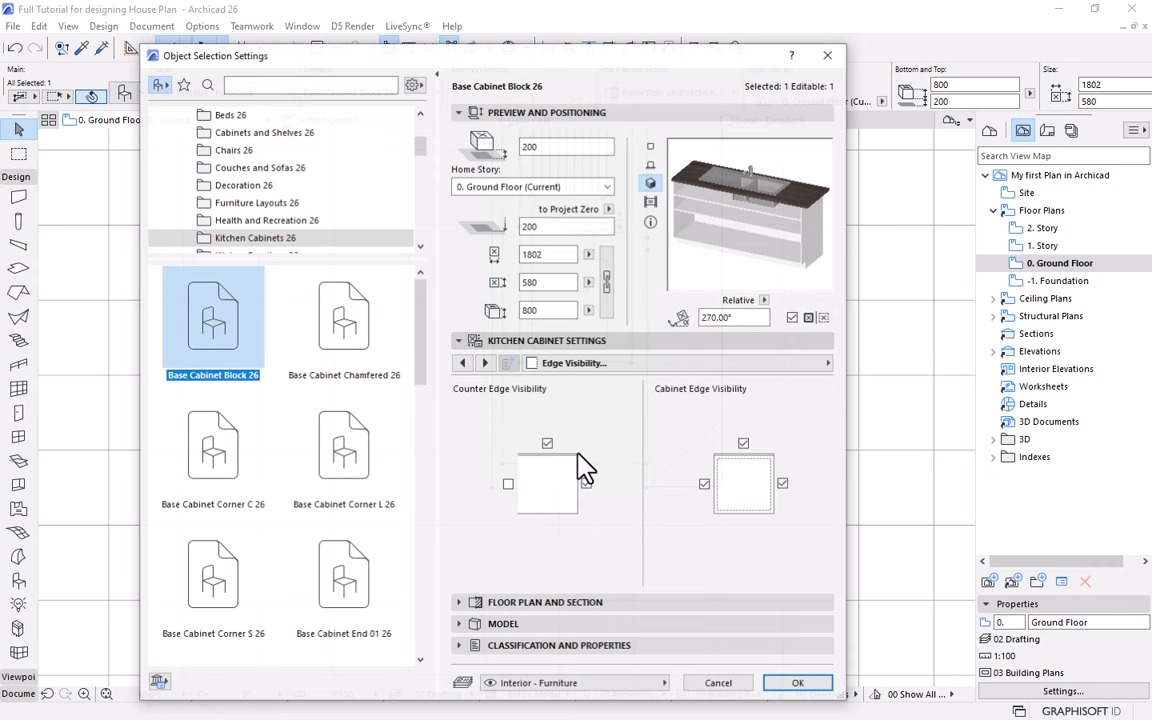 Full Tutorial for designing House Plan - Archicad 26
File Edit View Design Document Options Teamwork Window D5 Render LiveSync® Help
Main:
All Selected: 1
Object Selection Settings
?
Bottom and Top:
800
200
Size:
1802
580
0. Ground Floo
Beds 26
Cabinets and Shelves 26
Chairs 26
Couches and Sofas 26
Decoration 26
Furniture Layouts 26
Health and Recreation 26
Kitchen Cabinets 26
Base Cabinet Block 26
Base Cabinet Chamfered 26
Base Cabinet Corner C 26
Base Cabinet Corner L 26
Base Cabinet Corner S 26
Base Cabinet End 01 26
Base Cabinet Block 26
Selected: 1 Editable: 1
PREVIEW AND POSITIONING
200
Home Story:
0. Ground Floor (Current)
to Project Zero
200
1802
580
800
Relative
270.00°
KITCHEN CABINET SETTINGS
Edge Visibility...
Counter Edge Visibility
Cabinet Edge Visibility
FLOOR PLAN AND SECTION
MODEL
CLASSIFICATION AND PROPERTIES
Interior - Furniture
Cancel
OK
Design
Viewpoi
Docume
Search View Map
My first Plan in Archicad
Site
Floor Plans
2. Story
1. Story
0. Ground Floor
-1. Foundation
Ceiling Plans
Structural Plans
Sections
Elevations
Interior Elevations
Worksheets
Details
3D Documents
3D
Indexes
Properties
0. Ground Floor
02 Drafting
1:100
03 Building Plans
Settings...
00 Show All ...
GRAPHISOFT ID